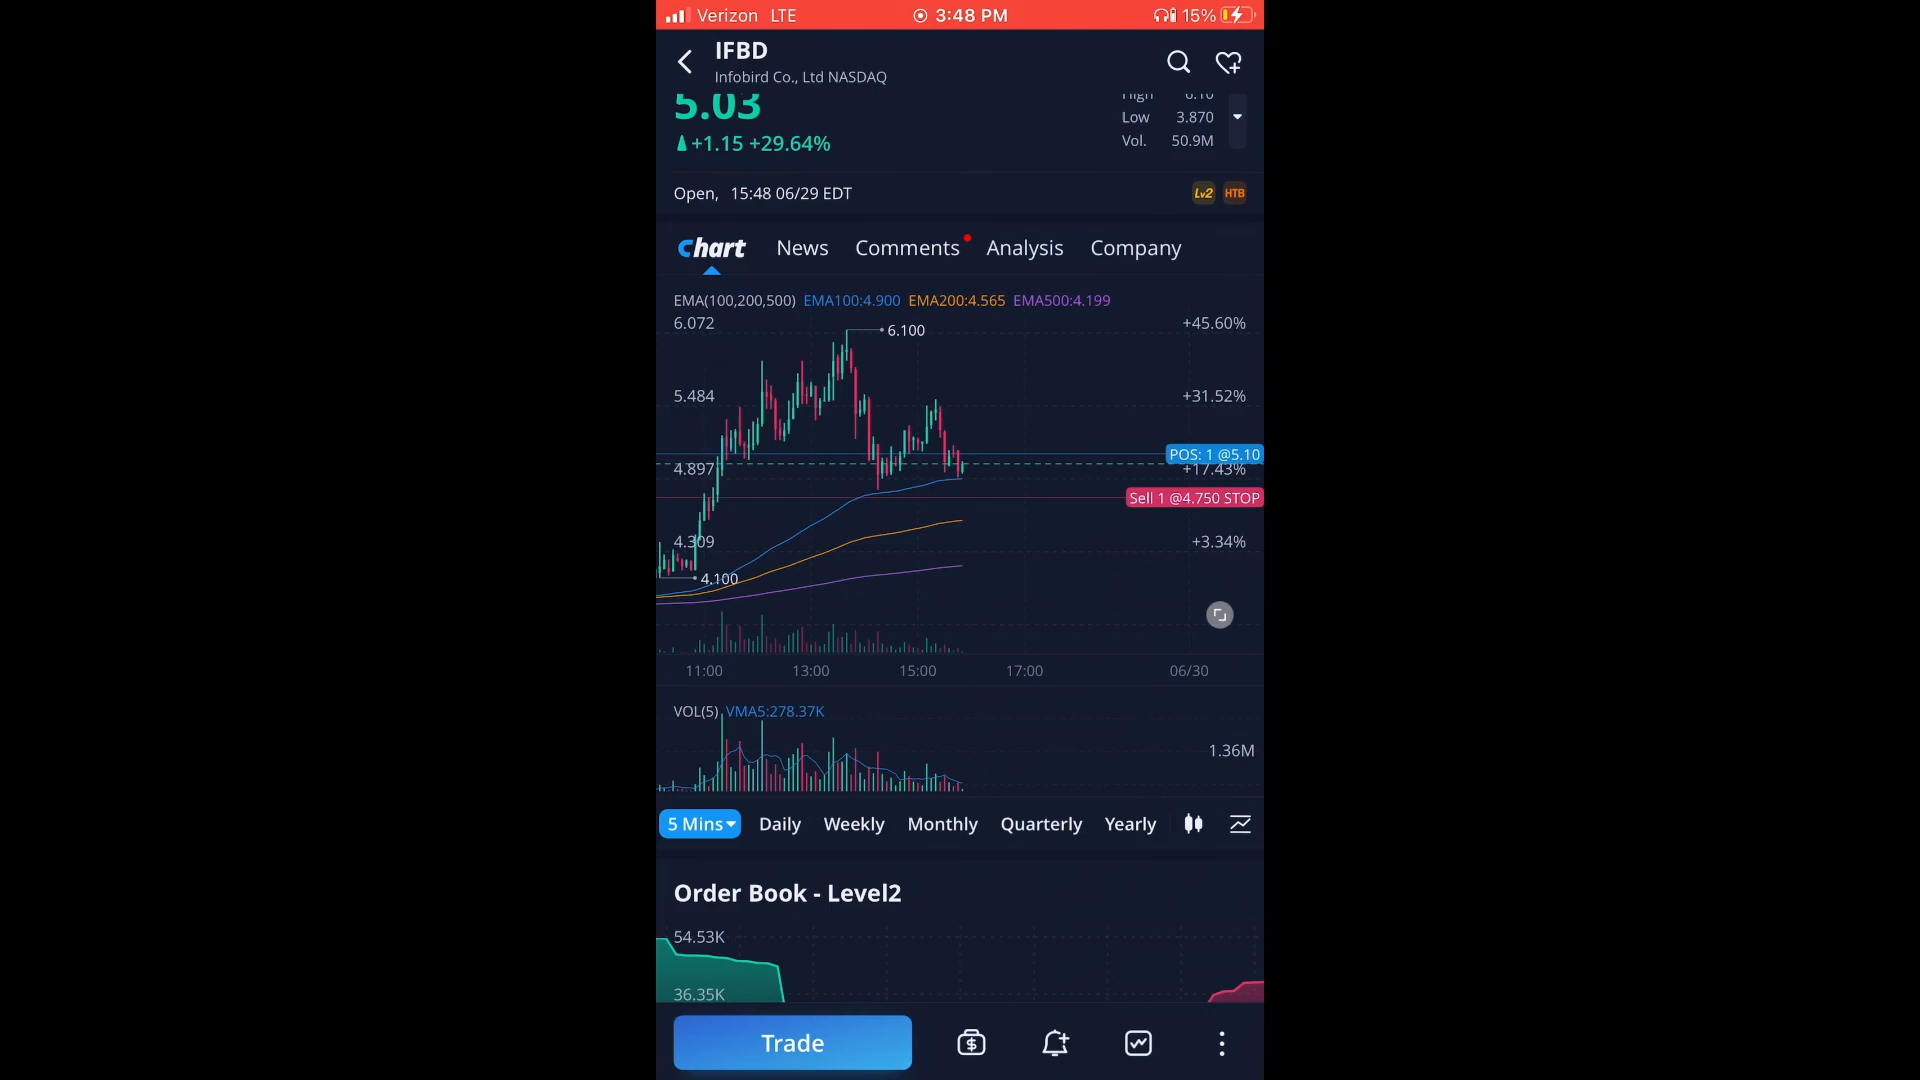 Verizon LTE 3:48 PM 15%
IFBD
Infobird Co., Ltd NASDAQ
5.03
High 6.10
Low 3.870
+1.15 +29.64%
Vol. 50.9M
Open, 15:48 06/29 EDT
Lv2 HTB
Chart News Comments Analysis Company
EMA(100,200,500) EMA100:4.900 EMA200:4.565 EMA500:4.199
6.072 +45.60%
6.100
5.484 +31.52%
POS: 1 @5.10
4.897 +17.43%
Sell 1 @4.750 STOP
4.309 +3.34%
4.100
11:00 13:00 15:00 17:00 06/30
VOL(5) VMA5:278.37K
1.36M
5 Mins Daily Weekly Monthly Quarterly Yearly
Order Book - Level2
54.53K
36.35K
Trade